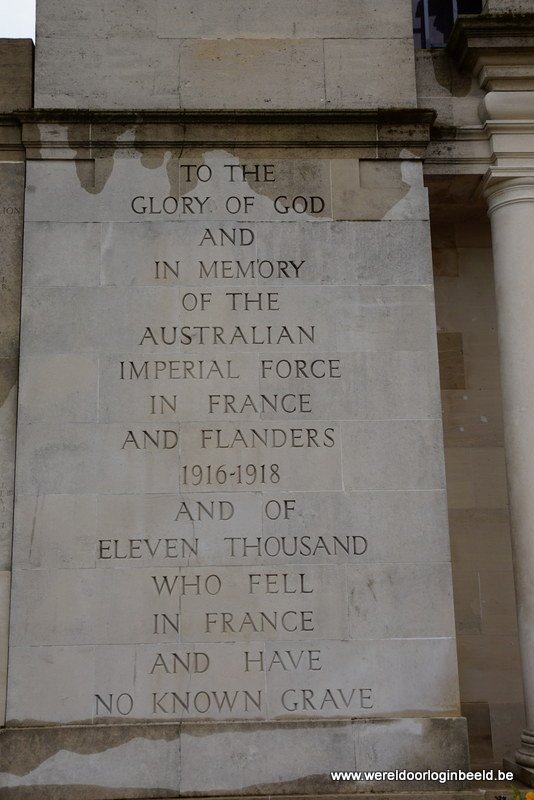 TO THE
GLORY OF GOD
AND
IN MEMORY
OF THE
AUSTRALIAN
IMPERIAL FORCE
IN FRANCE
AND FLANDERS
1916-1918
AND OF
ELEVEN THOUSAND
WHO FELL
IN FRANCE
AND HAVE
NO KNOWN GRAVE
www.wereldoorloginbeeld.be